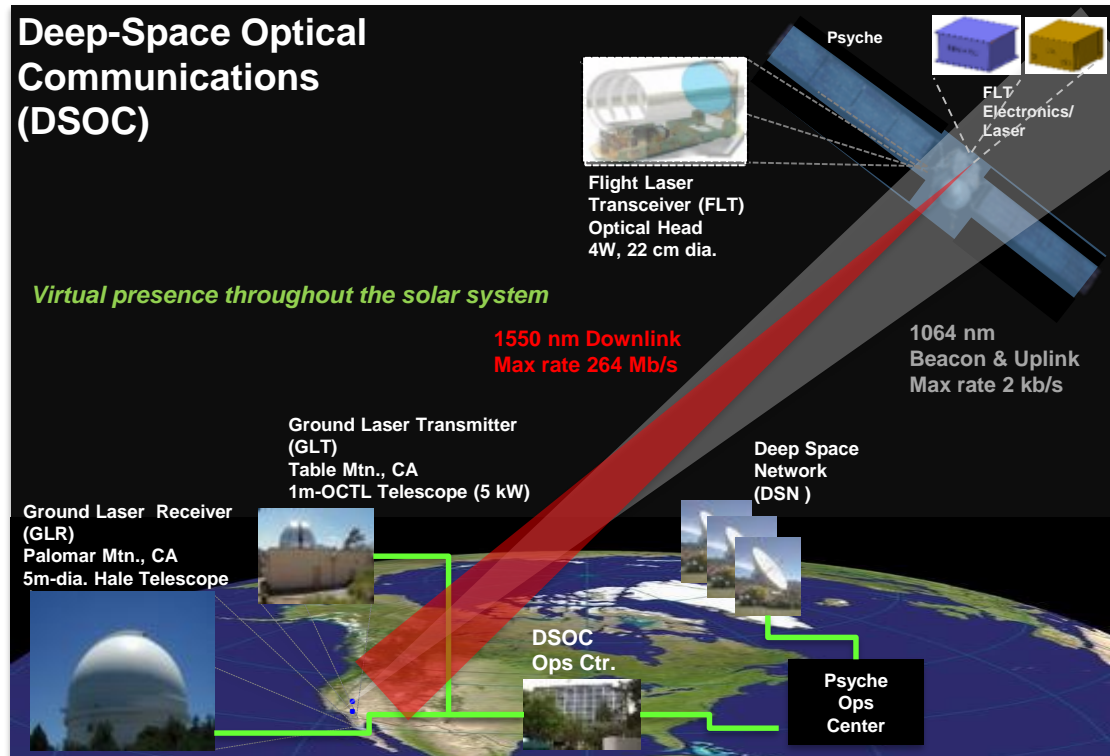 Deep-Space Optical
Communications
(DSOC)
Psyche
FLT
Electronics/
Laser
Flight Laser
Transceiver (FLT)
Optical Head
4W, 22 cm dia.
Virtual presence throughout the solar system
1550 nm Downlink
Max rate 264 Mb/s
1064 nm
Beacon & Uplink
Max rate 2 kb/s
Ground Laser Transmitter
(GLT)
Table Mtn., CA
1m-OCTL Telescope (5 kW)
Deep Space
Network
(DSN )
Ground Laser Receiver
(GLR)
Palomar Mtn., CA
5m-dia. Hale Telescope
DSOC
Ops Ctr.
Psyche
Ops
Center